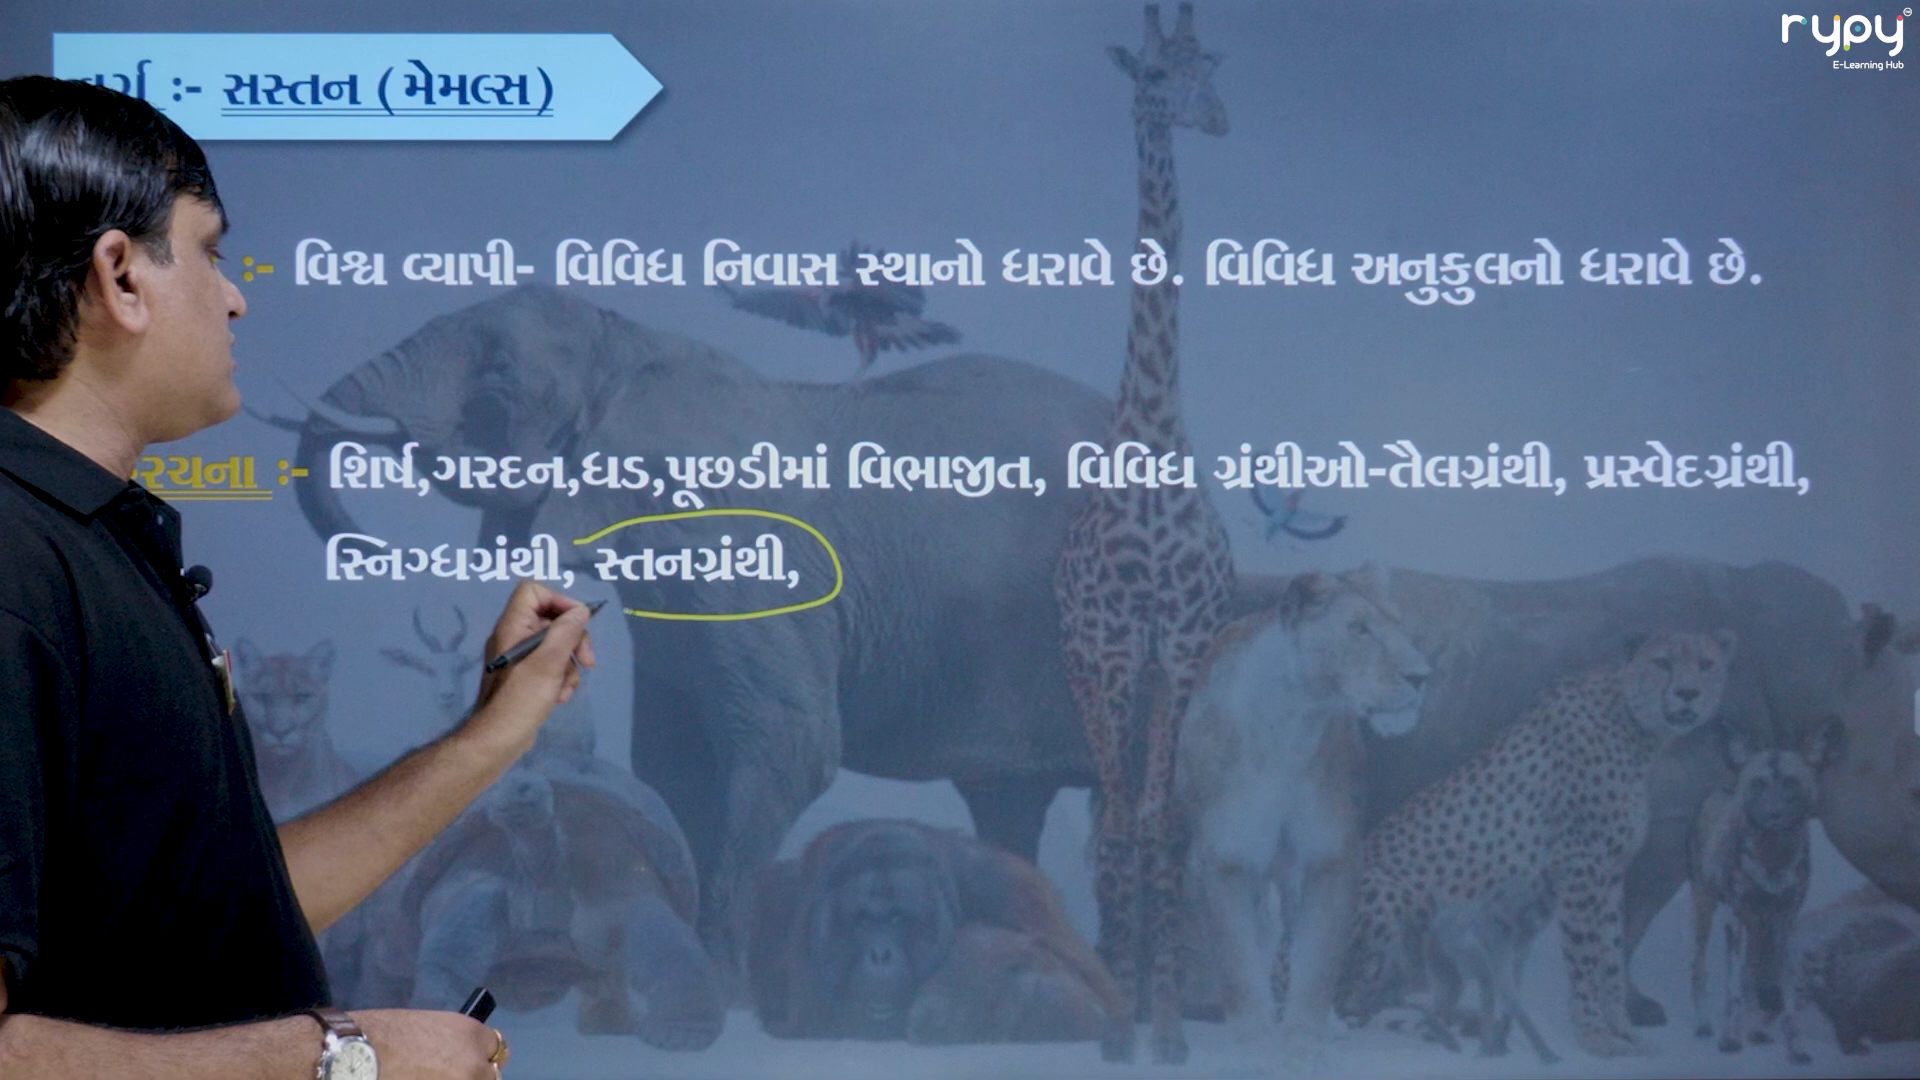 rypy
E-Learning Hub
:- સસ્તન (મેમલ્સ)
:- વિશ્વ વ્યાપી- વિવિધ નિવાસ સ્થાનો ધરાવે છે. વિવિધ અનુકુલનો ધરાવે છે.
રચના :- શિર્ષ,ગરદન,ધડ,પૂછડીમાં વિભાજીત, વિવિધ ગ્રંથીઓ-તૈલગ્રંથી, પ્રસ્વેદગ્રંથી,
સ્નિગ્ધગ્રંથી, સ્તનગ્રંથી,